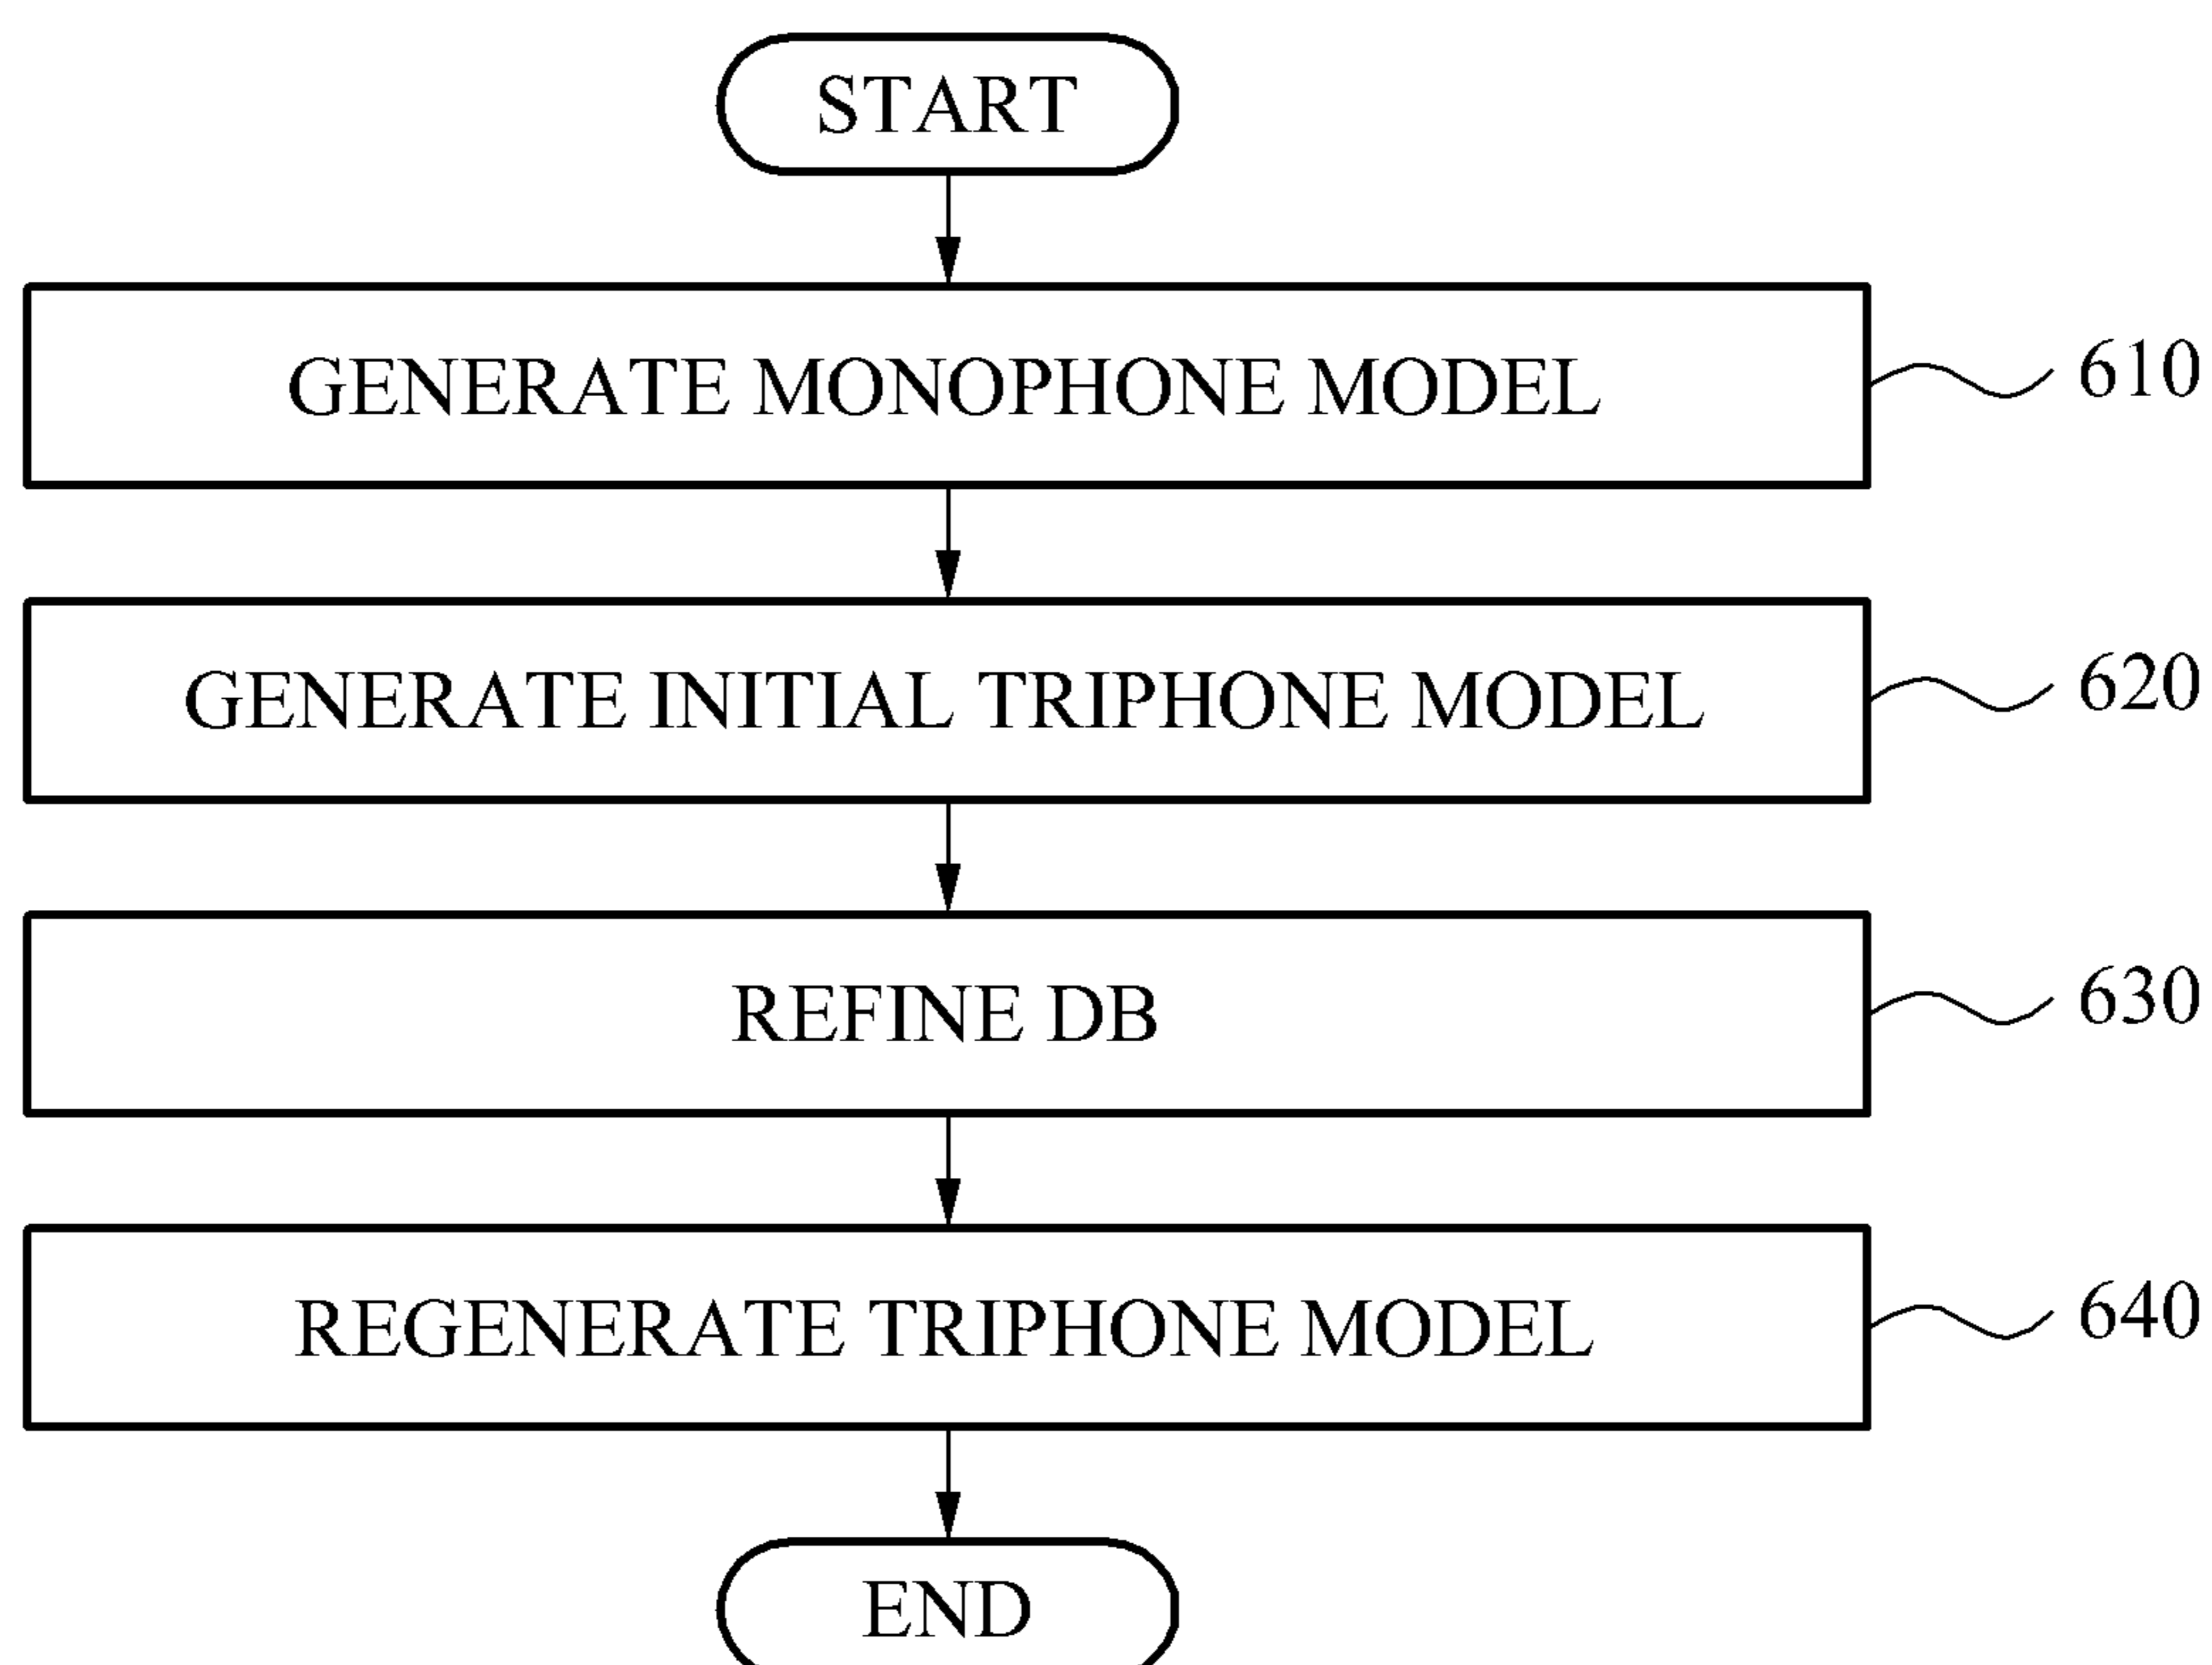 START
GENERATE MONOPHONE MODEL
610
GENERATE INITIAL TRIPHONE MODEL
620
REFINE DB
630
REGENERATE TRIPHONE MODEL
640
END